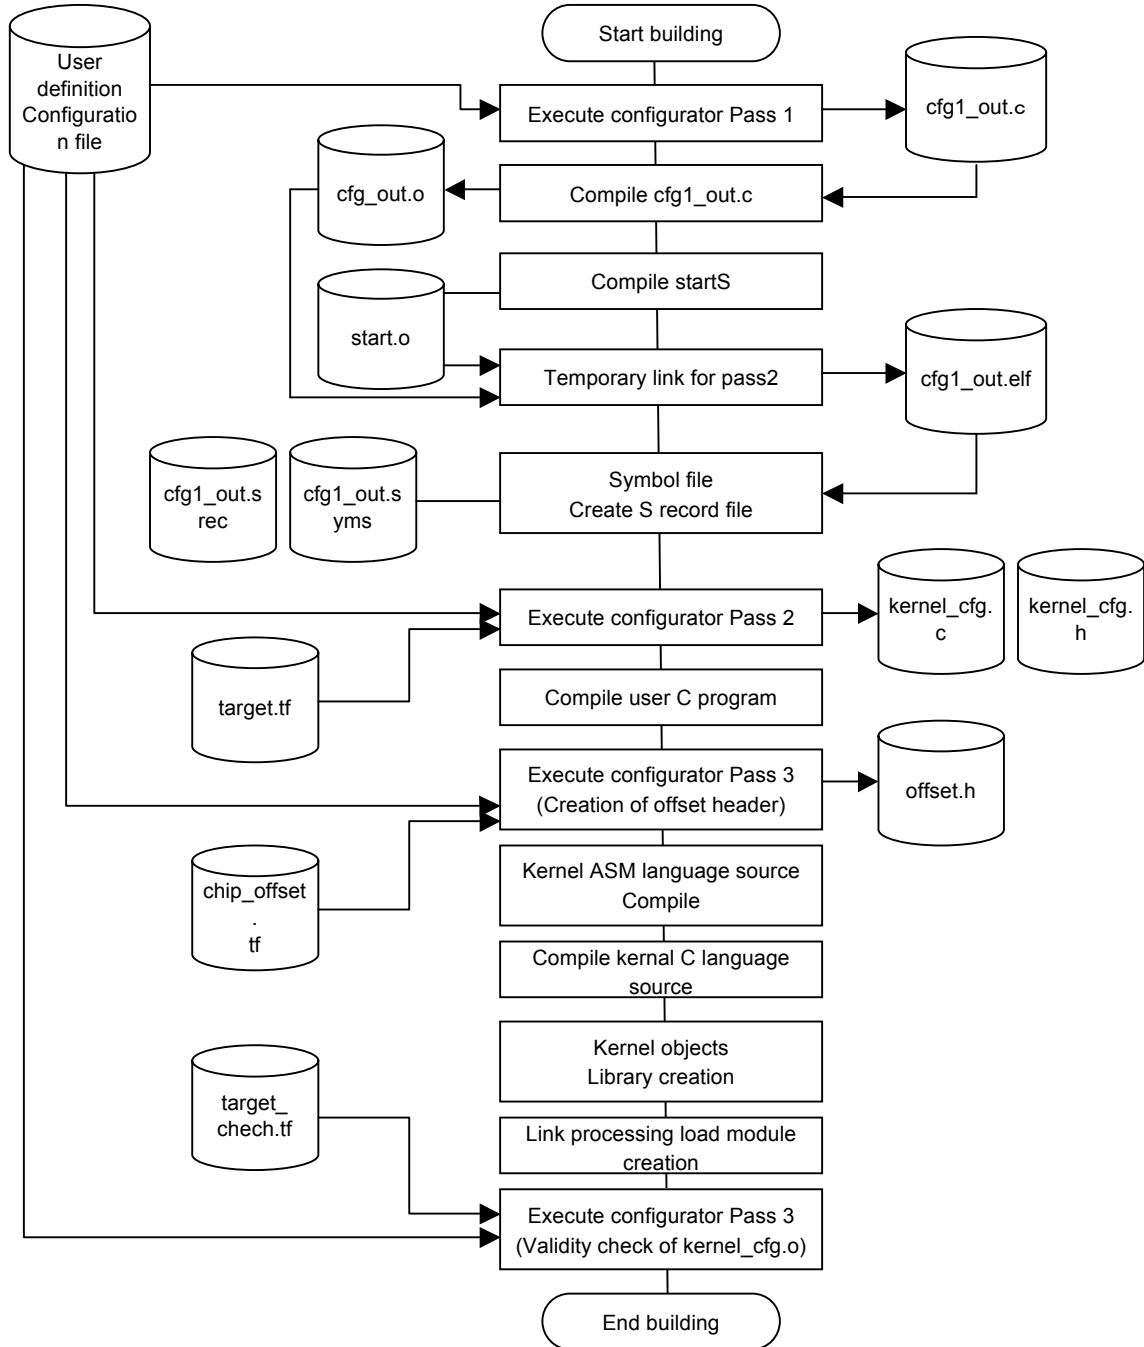 Start building
User
definition
Configuratio
n file
Execute configurator Pass 1
cfg1_out.c
cfg_out.o
Compile cfg1_out.c
Compile startS
start.o
Temporary link for pass2
cfg1_out.elf
cfg1_out.s
rec
cfg1_out.s
yms
Symbol file
Create S record file
Execute configurator Pass 2
kernel_cfg.
c
kernel_cfg.
h
target.tf
Compile user C program
Execute configurator Pass 3
(Creation of offset header)
offset.h
chip_offset
.
tf
Kernel ASM language source
Compile
Compile kernal C language
source
Kernel objects
Library creation
target_
chech.tf
Link processing load module
creation
Execute configurator Pass 3
(Validity check of kernel_cfg.o)
End building